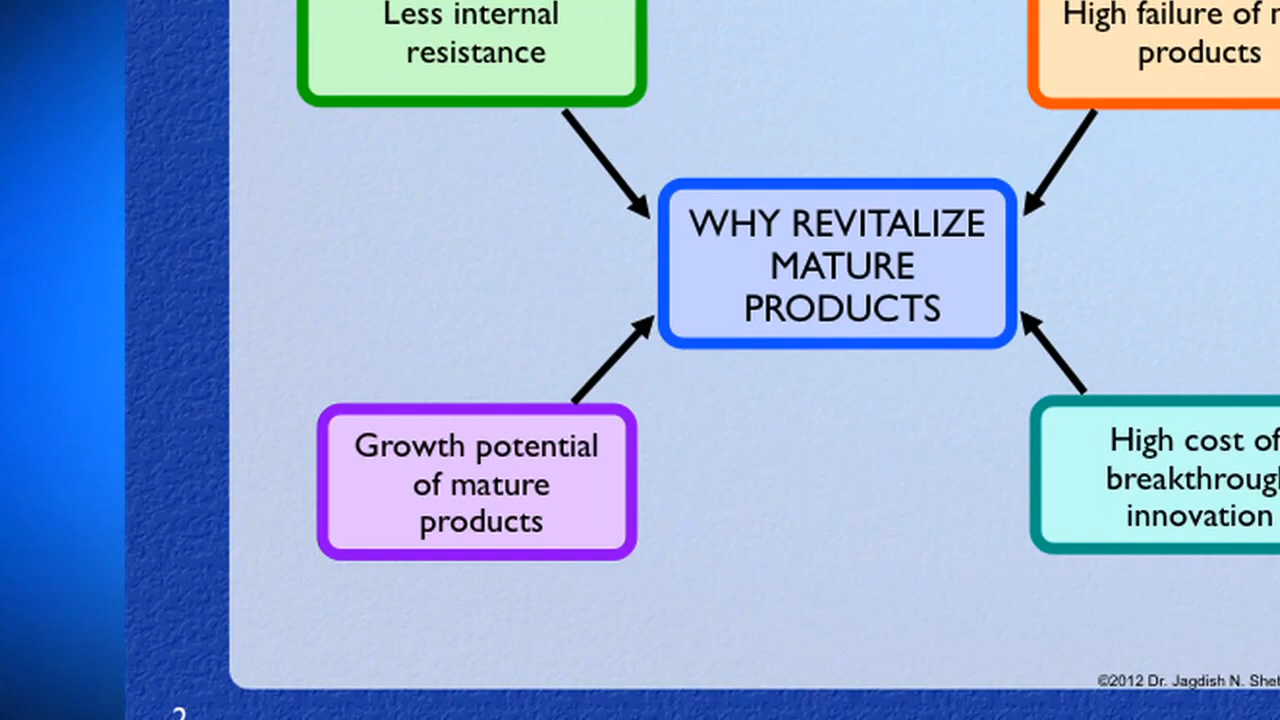 Less internal
resistance
High failure of
products
WHY REVITALIZE
MATURE
PRODUCTS
Growth potential
of mature
products
High cost of
breakthrough
innovation
©2012 Dr. Jagdish N.
2